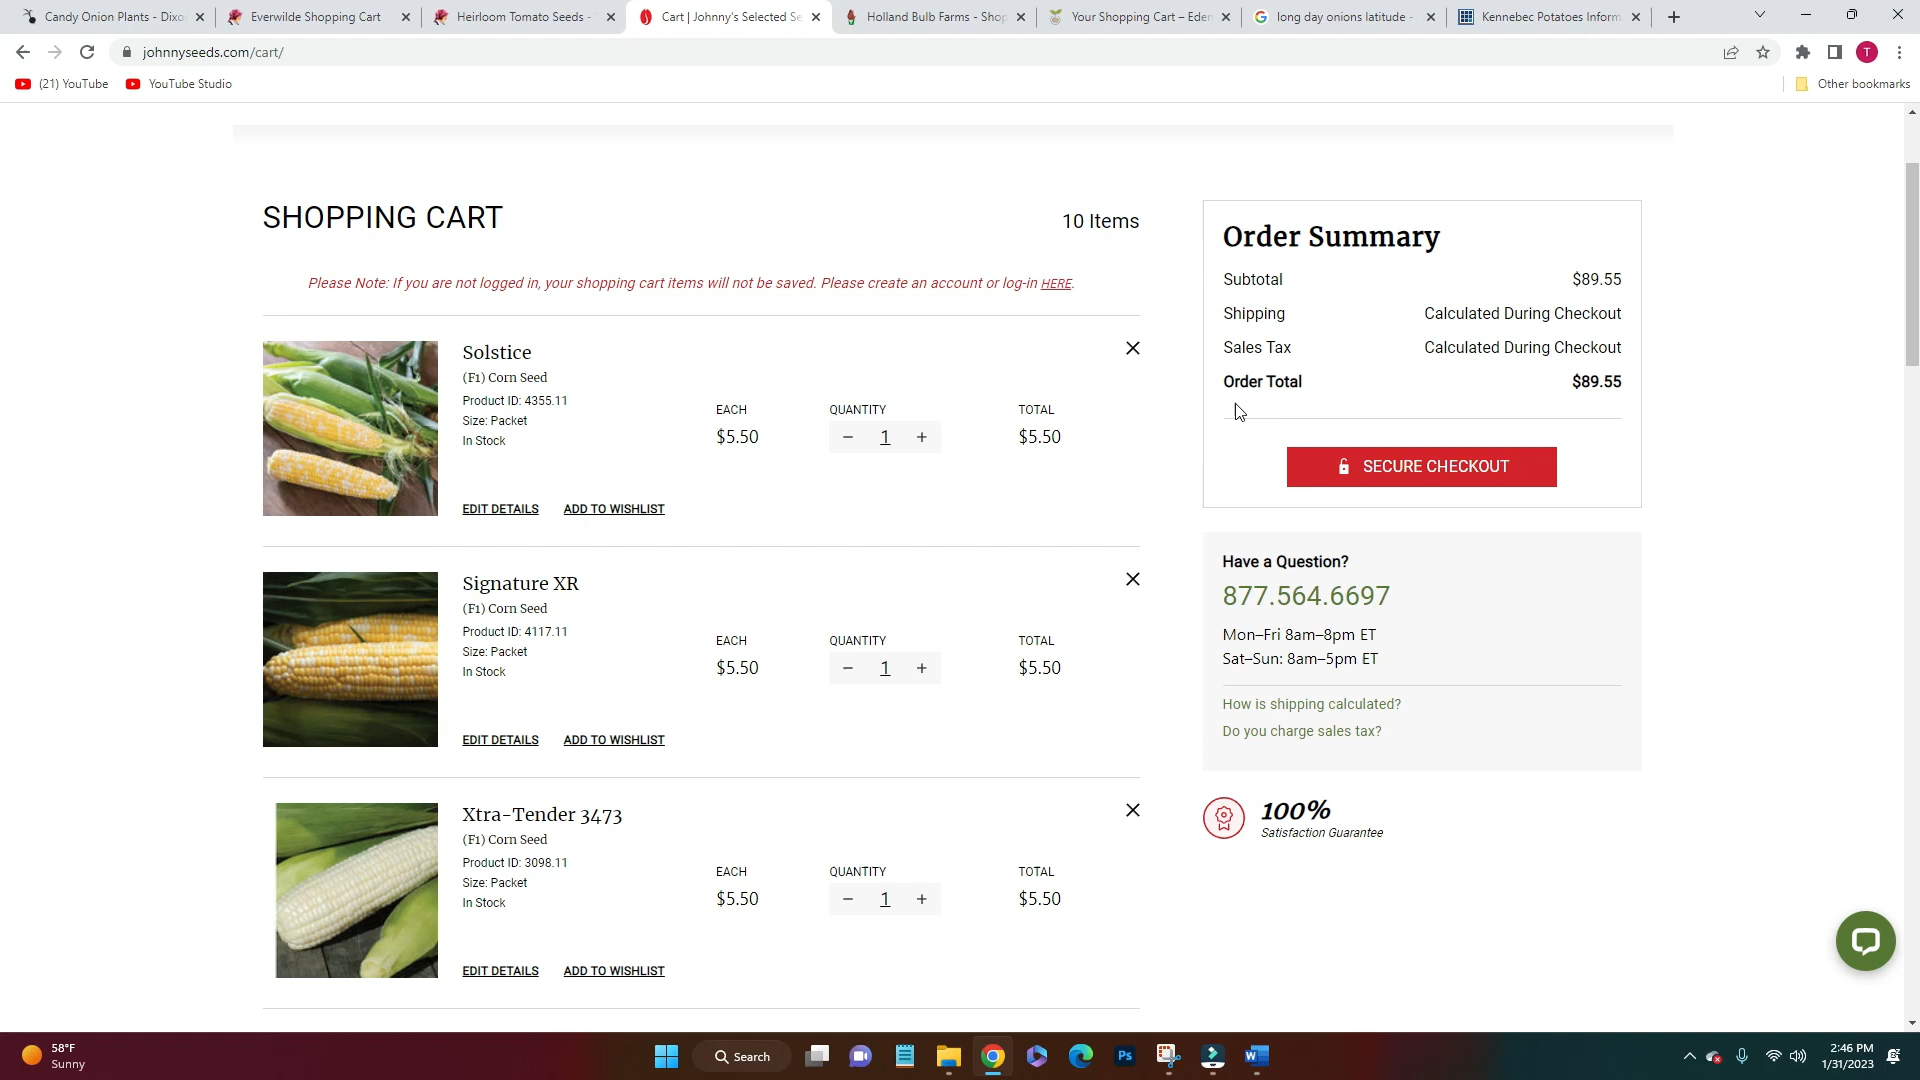 Candy Onion Plants - Dixo
Everwilde Shopping Cart
Heirloom Tomato Seeds -
Cart | Johnny's Selected Se
Holland Bulb Farms - Shop
Your Shopping Cart – Eden
long day onions latitude -
Kennebec Potatoes Inform
johnnyseeds.com/cart/
T
(21) YouTube
YouTube Studio
Other bookmarks
SHOPPING CART
10 Items
Please Note: If you are not logged in, your shopping cart items will not be saved. Please create an account or log-in HERE.
Solstice
(F1) Corn Seed
Product ID: 4355.11
Size: Packet
In Stock
EACH
$5.50
QUANTITY
− 1 +
TOTAL
$5.50
EDIT DETAILS
ADD TO WISHLIST
Signature XR
(F1) Corn Seed
Product ID: 4117.11
Size: Packet
In Stock
EACH
$5.50
QUANTITY
− 1 +
TOTAL
$5.50
EDIT DETAILS
ADD TO WISHLIST
Xtra-Tender 3473
(F1) Corn Seed
Product ID: 3098.11
Size: Packet
In Stock
EACH
$5.50
QUANTITY
− 1 +
TOTAL
$5.50
EDIT DETAILS
ADD TO WISHLIST
Order Summary
Subtotal $89.55
Shipping Calculated During Checkout
Sales Tax Calculated During Checkout
Order Total $89.55
SECURE CHECKOUT
Have a Question?
877.564.6697
Mon–Fri 8am–8pm ET
Sat–Sun: 8am–5pm ET
How is shipping calculated?
Do you charge sales tax?
100%
Satisfaction Guarantee
58°F
Sunny
Search
Ps
2:46 PM
1/31/2023